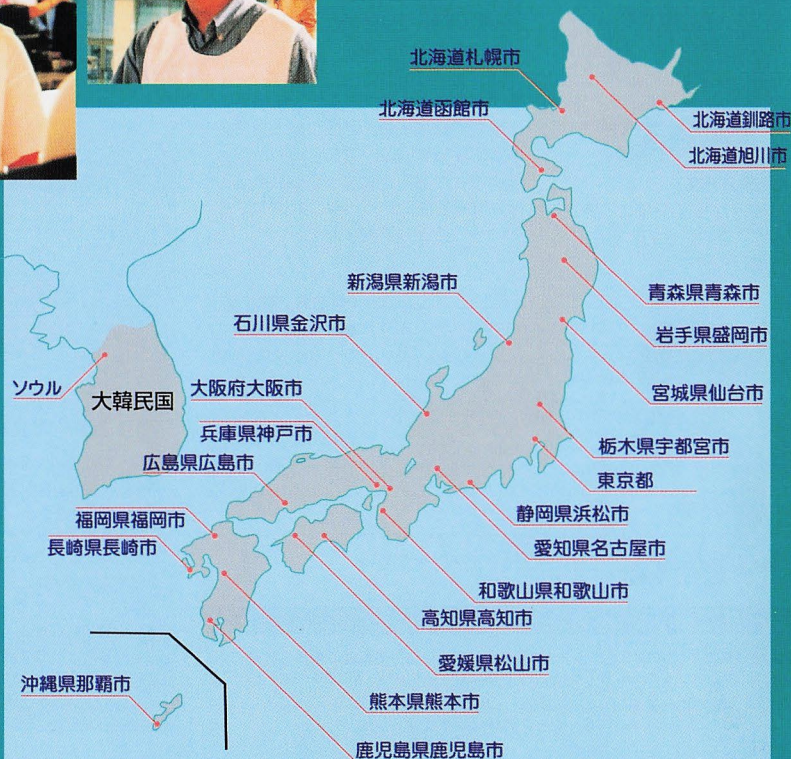 北海道札幌市
北海道函館市
北海道釧路市
北海道旭川市
新潟県新潟市
青森県青森市
石川県金沢市
岩手県盛岡市
ソウル
大韓民国
大阪府大阪市
宮城県仙台市
兵庫県神戸市
栃木県宇都宮市
広島県広島市
東京都
福岡県福岡市
静岡県浜松市
長崎県長崎市
愛知県名古屋市
和歌山県和歌山市
高知県高知市
愛媛県松山市
沖縄県那覇市
熊本県熊本市
鹿児島県鹿児島市